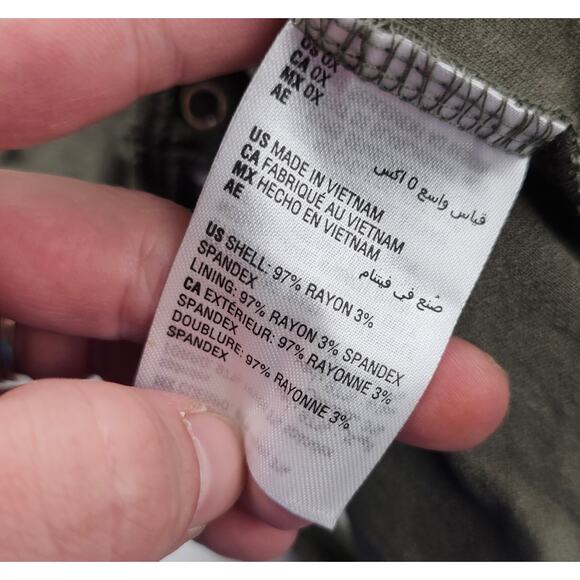 US 0X
CA 0X
MX 0X
AE
قياس واسع 0 اكس
US MADE IN VIETNAM
CA FABRIQUÉ AU VIETNAM
MX HECHO EN VIETNAM
AE
صُنع في فيتنام
US SHELL: 97% RAYON 3%
SPANDEX
LINING: 97% RAYON 3% SPANDEX
CA EXTÉRIEUR: 97% RAYONNE 3%
SPANDEX
DOUBLURE: 97% RAYONNE 3%
SPANDEX